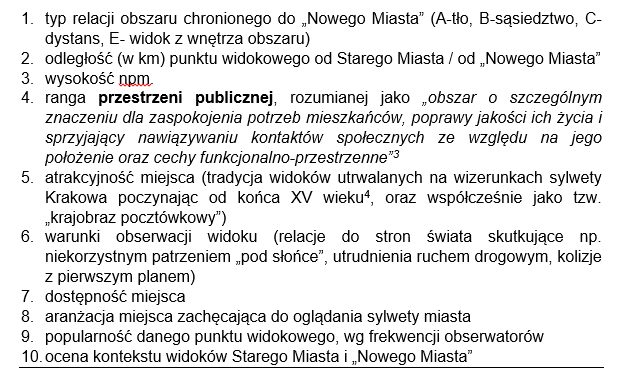 1. typ relacji obszaru chronionego do „Nowego Miasta” (A-tło, B-sąsiedztwo, C-
dystans, E- widok z wnętrza obszaru)
2. odległość (w km) punktu widokowego od Starego Miasta / od „Nowego Miasta”
3. wysokość npm.
4. ranga przestrzeni publicznej, rozumianej jako „obszar o szczególnym
znaczeniu dla zaspokojenia potrzeb mieszkańców, poprawy jakości ich życia i
sprzyjający nawiązywaniu kontaktów społecznych ze względu na jego
położenie oraz cechy funkcjonalno-przestrzenne”³
5. atrakcyjność miejsca (tradycja widoków utrwalanych na wizerunkach sylwety
Krakowa poczynając od końca XV wieku⁴, oraz współcześnie jako tzw.
„krajobraz pocztówkowy”)
6. warunki obserwacji widoku (relacje do stron świata skutkujące np.
niekorzystnym patrzeniem „pod słońce”, utrudnienia ruchem drogowym, kolizje
z pierwszym planem)
7. dostępność miejsca
8. aranżacja miejsca zachęcająca do oglądania sylwety miasta
9. popularność danego punktu widokowego, wg frekwencji obserwatorów
10. ocena kontekstu widoków Starego Miasta i „Nowego Miasta”